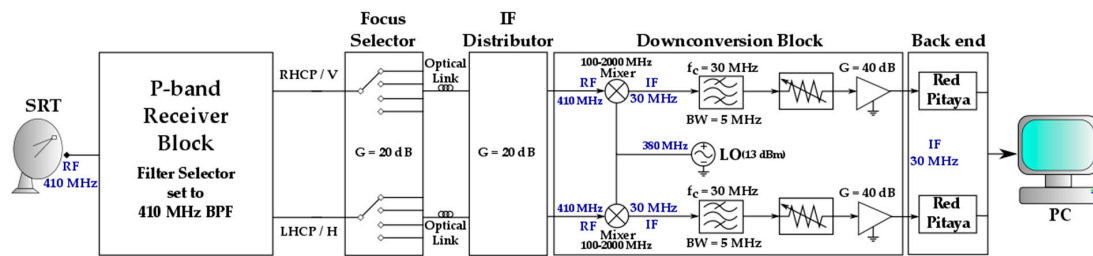 Focus
Selector
IF
Distributor
Downconversion Block
Back end
SRT
RF
410 MHz
P-band
Receiver
Block
Filter Selector
set to
410 MHz BPF
RHCP / V
LHCP / H
G = 20 dB
Optical
Link
Optical
Link
G = 20 dB
100-2000 MHz
Mixer
RF
410 MHz
IF
30 MHz
fc = 30 MHz
BW = 5 MHz
G = 40 dB
Red
Pitaya
380 MHz
LO (13 dBm)
IF
30 MHz
410 MHz
RF
30 MHz
IF
Mixer
100-2000 MHz
fc = 30 MHz
BW = 5 MHz
G = 40 dB
Red
Pitaya
PC